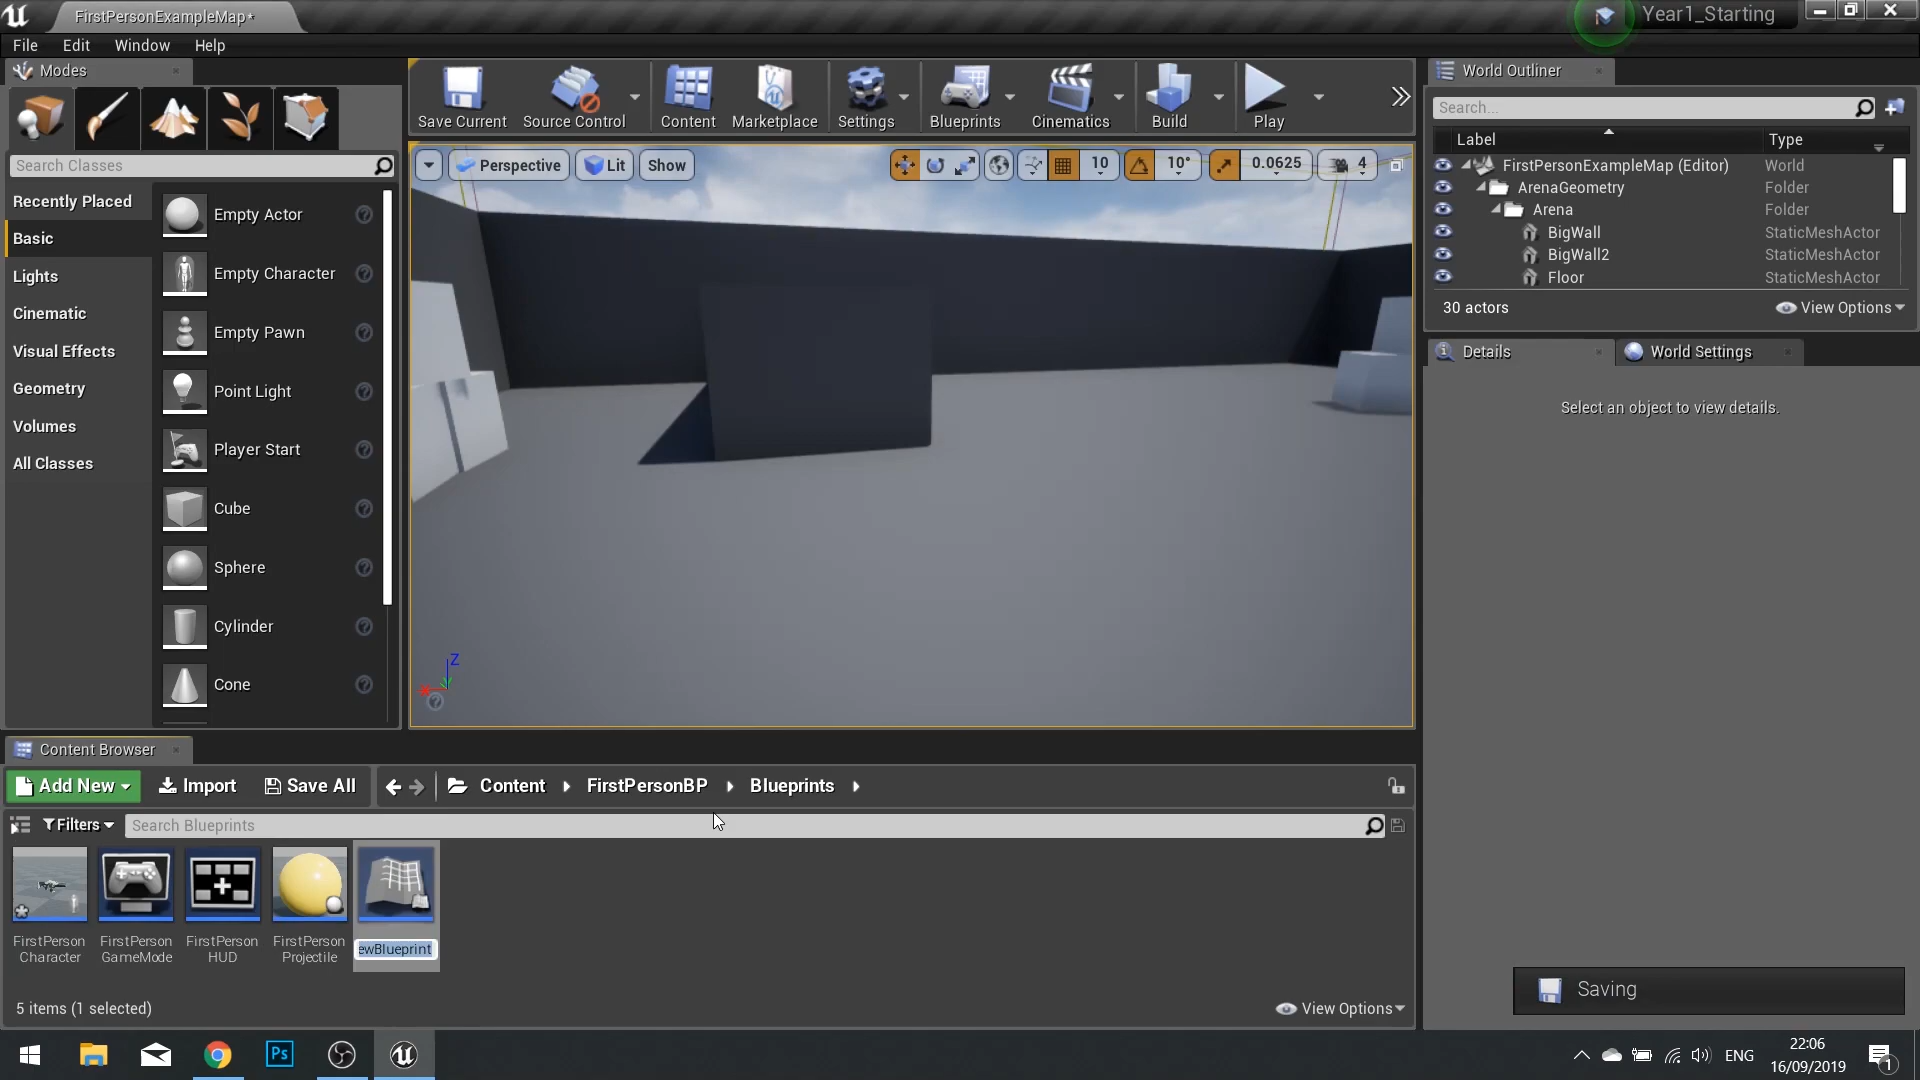 FirstPersonExampleMap*
Year1_Starting
File Edit Window Help
Modes
Search Classes
Recently Placed
Basic
Lights
Cinematic
Visual Effects
Geometry
Volumes
All Classes
Empty Actor
Empty Character
Empty Pawn
Point Light
Player Start
Cube
Sphere
Cylinder
Cone
Save Current
Source Control
Content
Marketplace
Settings
Blueprints
Cinematics
Build
Play
Perspective
Lit
Show
10
10°
0.0625
4
Z
World Outliner
Search...
Label Type
FirstPersonExampleMap (Editor) World
ArenaGeometry Folder
Arena Folder
BigWall StaticMeshActor
BigWall2 StaticMeshActor
Floor StaticMeshActor
30 actors
View Options
Details
World Settings
Select an object to view details.
Content Browser
Add New
Import
Save All
Content
FirstPersonBP
Blueprints
Filters
Search Blueprints
FirstPerson
Character
FirstPerson
GameMode
FirstPerson
HUD
FirstPerson
Projectile
ewBlueprint
5 items (1 selected)
View Options
Saving
Ps
ENG
22:06
16/09/2019
1